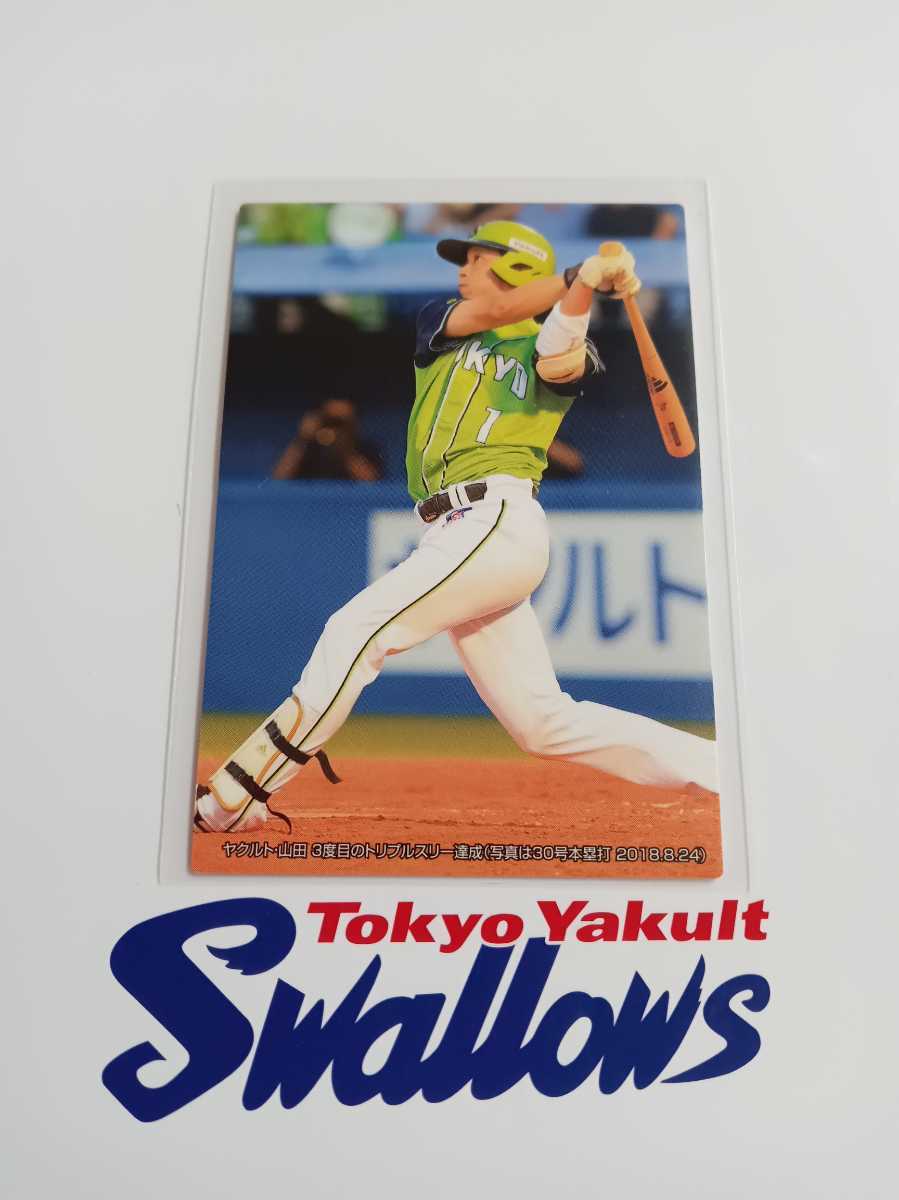 Yakult
TOKYO
1
ヤクルト
ヤクルト・山田 3度目のトリプルスリー達成(写真は30号本塁打 2018.8.24)
Tokyo Yakult
Swallows